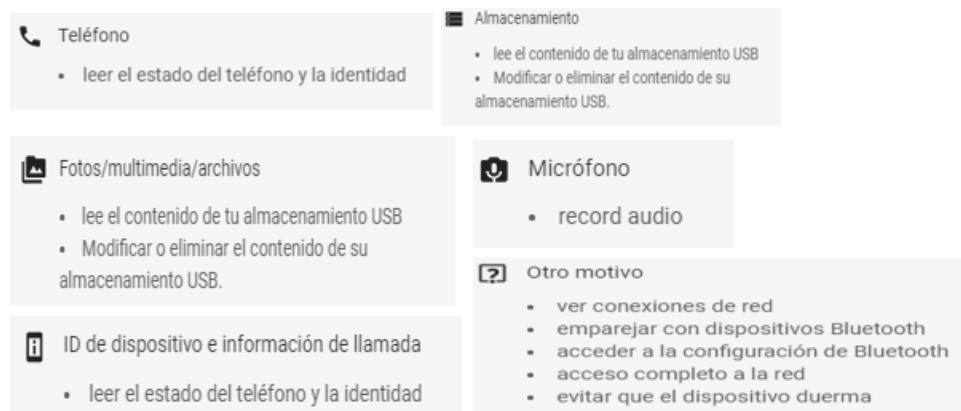 Teléfono
• leer el estado del teléfono y la identidad
Almacenamiento
• lee el contenido de tu almacenamiento USB
• Modificar o eliminar el contenido de su
almacenamiento USB.
Fotos/multimedia/archivos
• lee el contenido de tu almacenamiento USB
• Modificar o eliminar el contenido de su
almacenamiento USB.
Micrófono
• record audio
ID de dispositivo e información de llamada
• leer el estado del teléfono y la identidad
Otro motivo
• ver conexiones de red
• emparejar con dispositivos Bluetooth
• acceder a la configuración de Bluetooth
• acceso completo a la red
• evitar que el dispositivo duerma